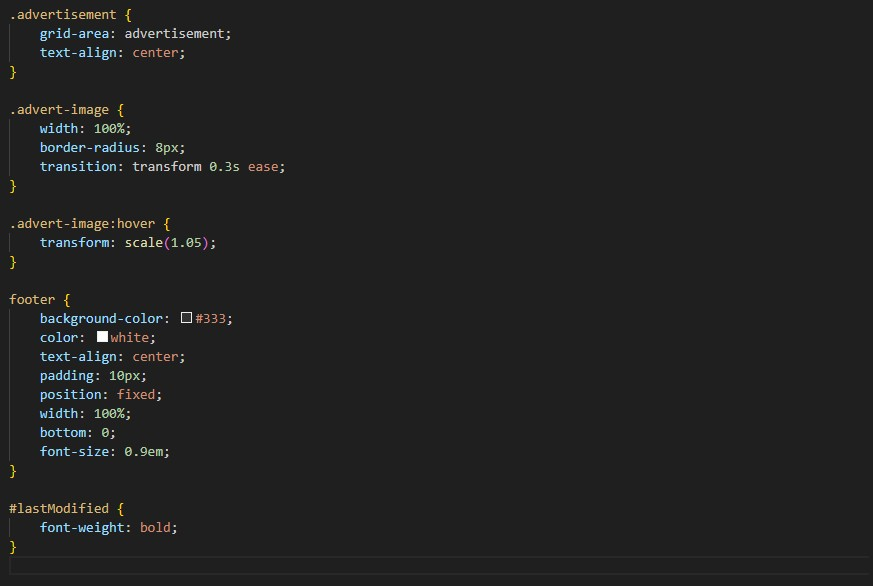 .advertisement {
    grid-area: advertisement;
    text-align: center;
}

.advert-image {
    width: 100%;
    border-radius: 8px;
    transition: transform 0.3s ease;
}

.advert-image:hover {
    transform: scale(1.05);
}

footer {
    background-color: #333;
    color: white;
    text-align: center;
    padding: 10px;
    position: fixed;
    width: 100%;
    bottom: 0;
    font-size: 0.9em;
}

#lastModified {
    font-weight: bold;
}